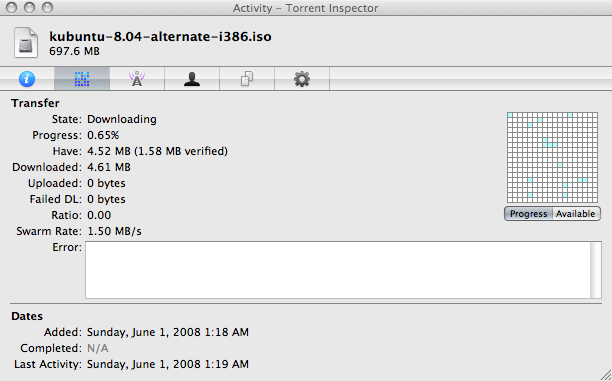 Activity – Torrent Inspector
kubuntu-8.04-alternate-i386.iso
697.6 MB
Transfer
State: Downloading
Progress: 0.65%
Have: 4.52 MB (1.58 MB verified)
Downloaded: 4.61 MB
Uploaded: 0 bytes
Failed DL: 0 bytes
Ratio: 0.00
Swarm Rate: 1.50 MB/s
Progress Available
Error:
Dates
Added: Sunday, June 1, 2008 1:18 AM
Completed: N/A
Last Activity: Sunday, June 1, 2008 1:19 AM